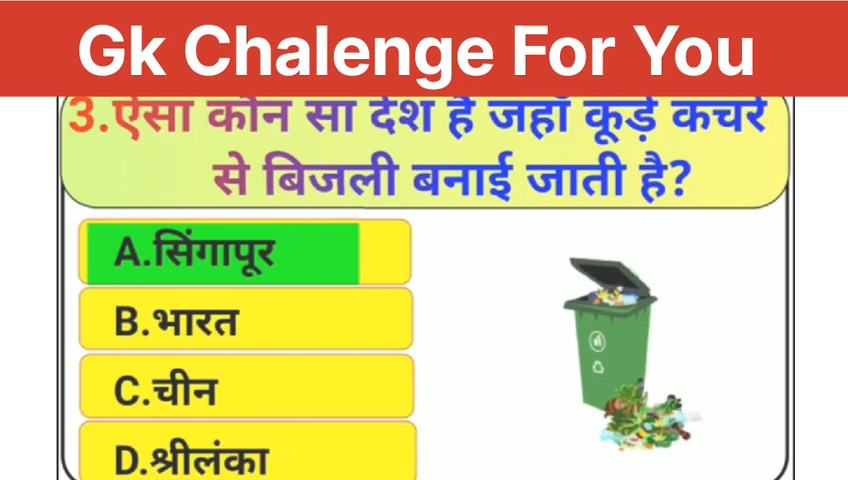 Gk Chalenge For You
3.ऐसा कौन सा देश है जहाँ कूड़े कचरे
से बिजली बनाई जाती है?
A.सिंगापूर
B.भारत
C.चीन
D.श्रीलंका